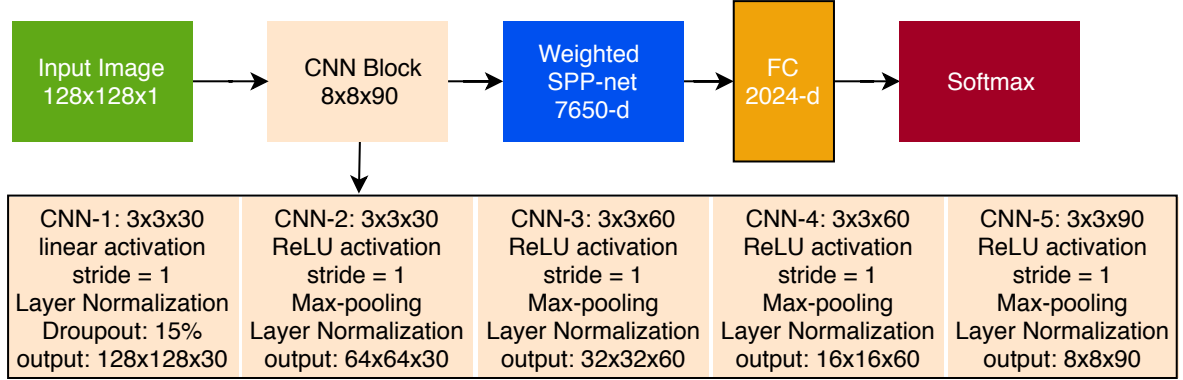 Input Image
128x128x1
CNN Block
8x8x90
Weighted
SPP-net
7650-d
FC
2024-d
Softmax
CNN-1: 3x3x30
linear activation
stride = 1
Layer Normalization
Droupout: 15%
output: 128x128x30
CNN-2: 3x3x30
ReLU activation
stride = 1
Max-pooling
Layer Normalization
output: 64x64x30
CNN-3: 3x3x60
ReLU activation
stride = 1
Max-pooling
Layer Normalization
output: 32x32x60
CNN-4: 3x3x60
ReLU activation
stride = 1
Max-pooling
Layer Normalization
output: 16x16x60
CNN-5: 3x3x90
ReLU activation
stride = 1
Max-pooling
Layer Normalization
output: 8x8x90